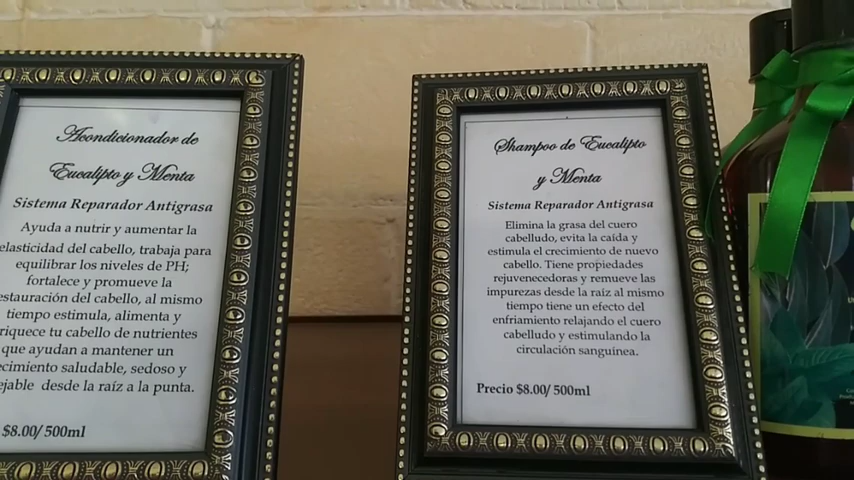 Acondicionador de
Eucalipto y Menta
Sistema Reparador Antigrasa
Ayuda a nutrir y aumentar la
elasticidad del cabello, trabaja para
equilibrar los niveles de PH;
fortalece y promueve la
estauración del cabello, al mismo
tiempo estimula, alimenta y
riquece tu cabello de nutrientes
que ayudan a mantener un
ecimiento saludable, sedoso y
ejable desde la raíz a la punta.
$8.00/ 500ml
Shampoo de Eucalipto
y Menta
Sistema Reparador Antigrasa
Elimina la grasa del cuero
cabelludo, evita la caída y
estimula el crecimiento de nuevo
cabello. Tiene propiedades
rejuvenecedoras y remueve las
impurezas desde la raíz al mismo
tiempo tiene un efecto del
enfriamiento relajando el cuero
cabelludo y estimulando la
circulación sanguínea.
Precio $8.00/ 500ml